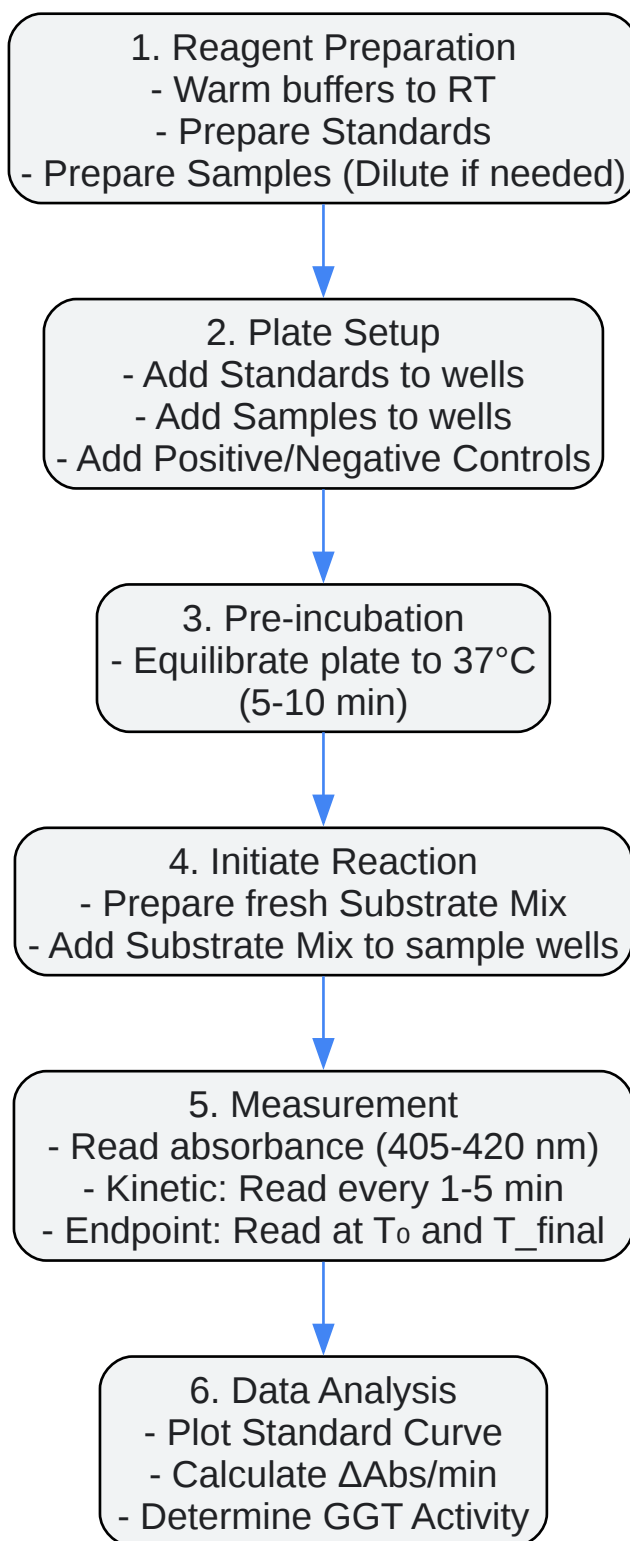 1. Reagent Preparation
- Warm buffers to RT
- Prepare Standards
- Prepare Samples (Dilute if needed)
2. Plate Setup
- Add Standards to wells
- Add Samples to wells
- Add Positive/Negative Controls
3. Pre-incubation
- Equilibrate plate to 37°C
(5-10 min)
4. Initiate Reaction
- Prepare fresh Substrate Mix
- Add Substrate Mix to sample wells
5. Measurement
- Read absorbance (405-420 nm)
- Kinetic: Read every 1-5 min
- Endpoint: Read at T₀ and T_final
6. Data Analysis
- Plot Standard Curve
- Calculate ΔAbs/min
- Determine GGT Activity